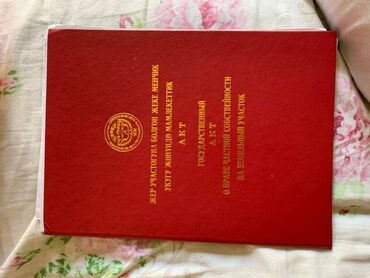 ЖЕР УЧАСТОГУНА БОЛГОН ЖЕКЕ МЕНЧИК
УКУГУ ЖӨНҮНДӨ МАМЛЕКЕТТИК
АКТ
ГОСУДАРСТВЕННЫЙ
АКТ
О ПРАВЕ ЧАСТНОЙ СОБСТВЕННОСТИ
НА ЗЕМЕЛЬНЫЙ УЧАСТОК